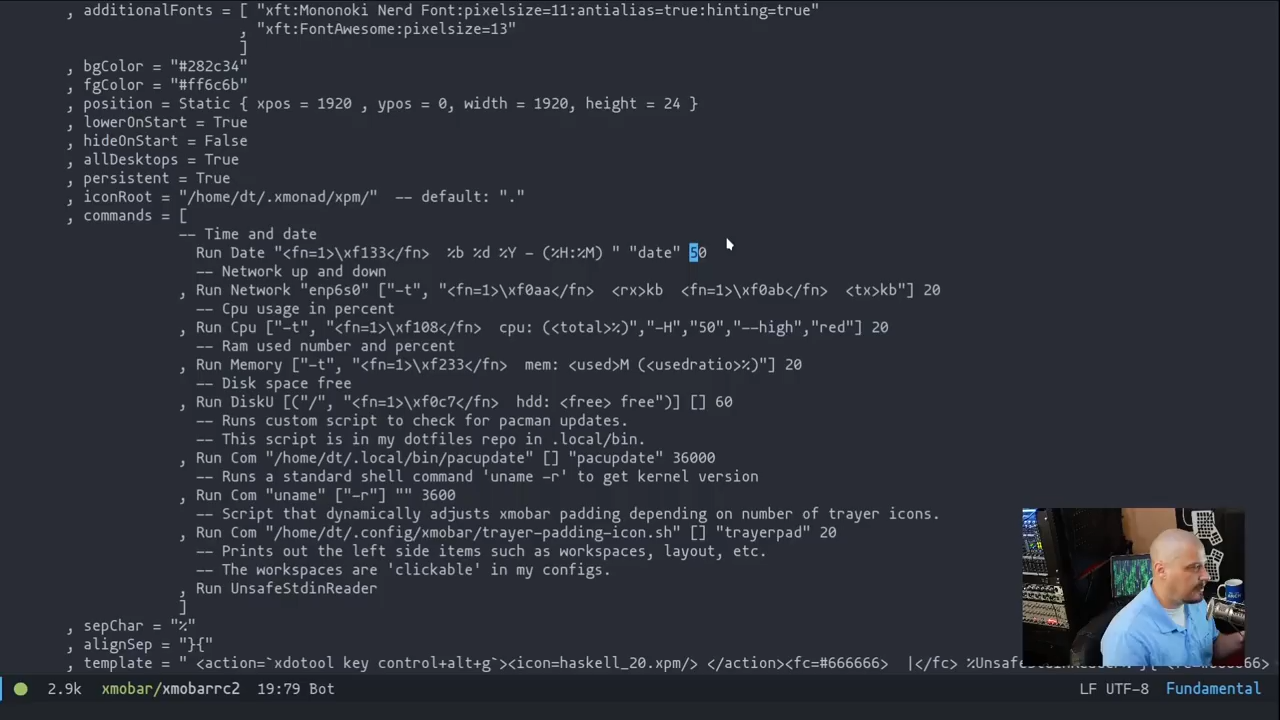 , additionalFonts = [ "xft:Mononoki Nerd Font:pixelsize=11:antialias=true:hinting=true"
, "xft:FontAwesome:pixelsize=13"
]
, bgColor = "#282c34"
, fgColor = "#ff6c6b"
, position = Static { xpos = 1920 , ypos = 0, width = 1920, height = 24 }
, lowerOnStart = True
, hideOnStart = False
, allDesktops = True
, persistent = True
, iconRoot = "/home/dt/.xmonad/xpm/"  -- default: "."
, commands = [
-- Time and date
Run Date "<fn=1>\xf133</fn>  %b %d %Y - (%H:%M) " "date" 50
-- Network up and down
, Run Network "enp6s0" ["-t", "<fn=1>\xf0aa</fn>  <rx>kb  <fn=1>\xf0ab</fn>  <tx>kb"] 20
-- Cpu usage in percent
, Run Cpu ["-t", "<fn=1>\xf108</fn>  cpu: (<total>%)","-H","50","--high","red"] 20
-- Ram used number and percent
, Run Memory ["-t", "<fn=1>\xf233</fn>  mem: <used>M (<usedratio>%)"] 20
-- Disk space free
, Run DiskU [("/", "<fn=1>\xf0c7</fn>  hdd: <free> free")] [] 60
-- Runs custom script to check for pacman updates.
-- This script is in my dotfiles repo in .local/bin.
, Run Com "/home/dt/.local/bin/pacupdate" [] "pacupdate" 36000
-- Runs a standard shell command 'uname -r' to get kernel version
, Run Com "uname" ["-r"] "" 3600
-- Script that dynamically adjusts xmobar padding depending on number of trayer icons.
, Run Com "/home/dt/.config/xmobar/trayer-padding-icon.sh" [] "trayerpad" 20
-- Prints out the left side items such as workspaces, layout, etc.
-- The workspaces are 'clickable' in my configs.
, Run UnsafeStdinReader
]
, sepChar = "%"
, alignSep = "}{"
, template = " <action=`xdotool key control+alt+g`><icon=haskell_20.xpm/> </action><fc=#666666>  |</fc> %UnsafeStdinReader
2.9k xmobar/xmobarrc2 19:79 Bot LF UTF-8 Fundamental